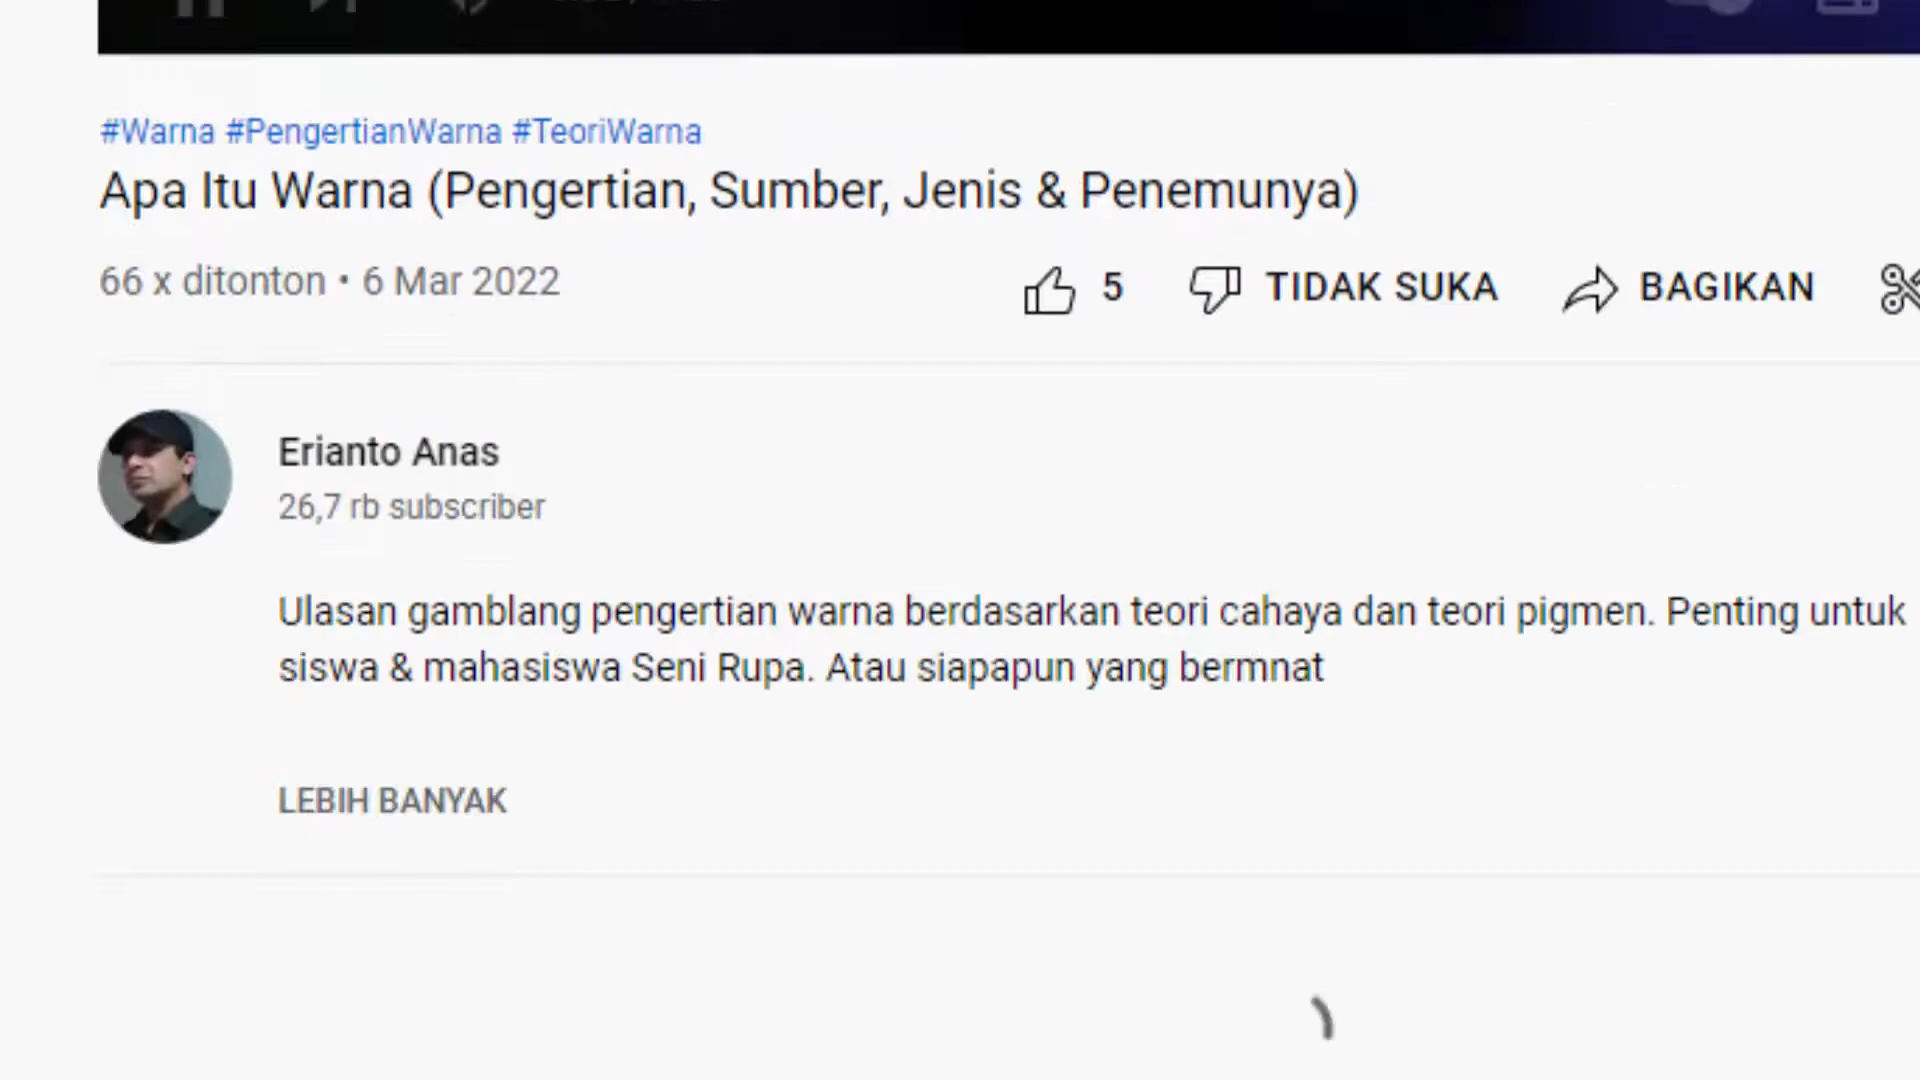 #Warna #PengertianWarna #TeoriWarna
Apa Itu Warna (Pengertian, Sumber, Jenis & Penemunya)
66 x ditonton • 6 Mar 2022
5 TIDAK SUKA BAGIKAN
Erianto Anas
26,7 rb subscriber
Ulasan gamblang pengertian warna berdasarkan teori cahaya dan teori pigmen. Penting untuk
siswa & mahasiswa Seni Rupa. Atau siapapun yang bermnat
LEBIH BANYAK